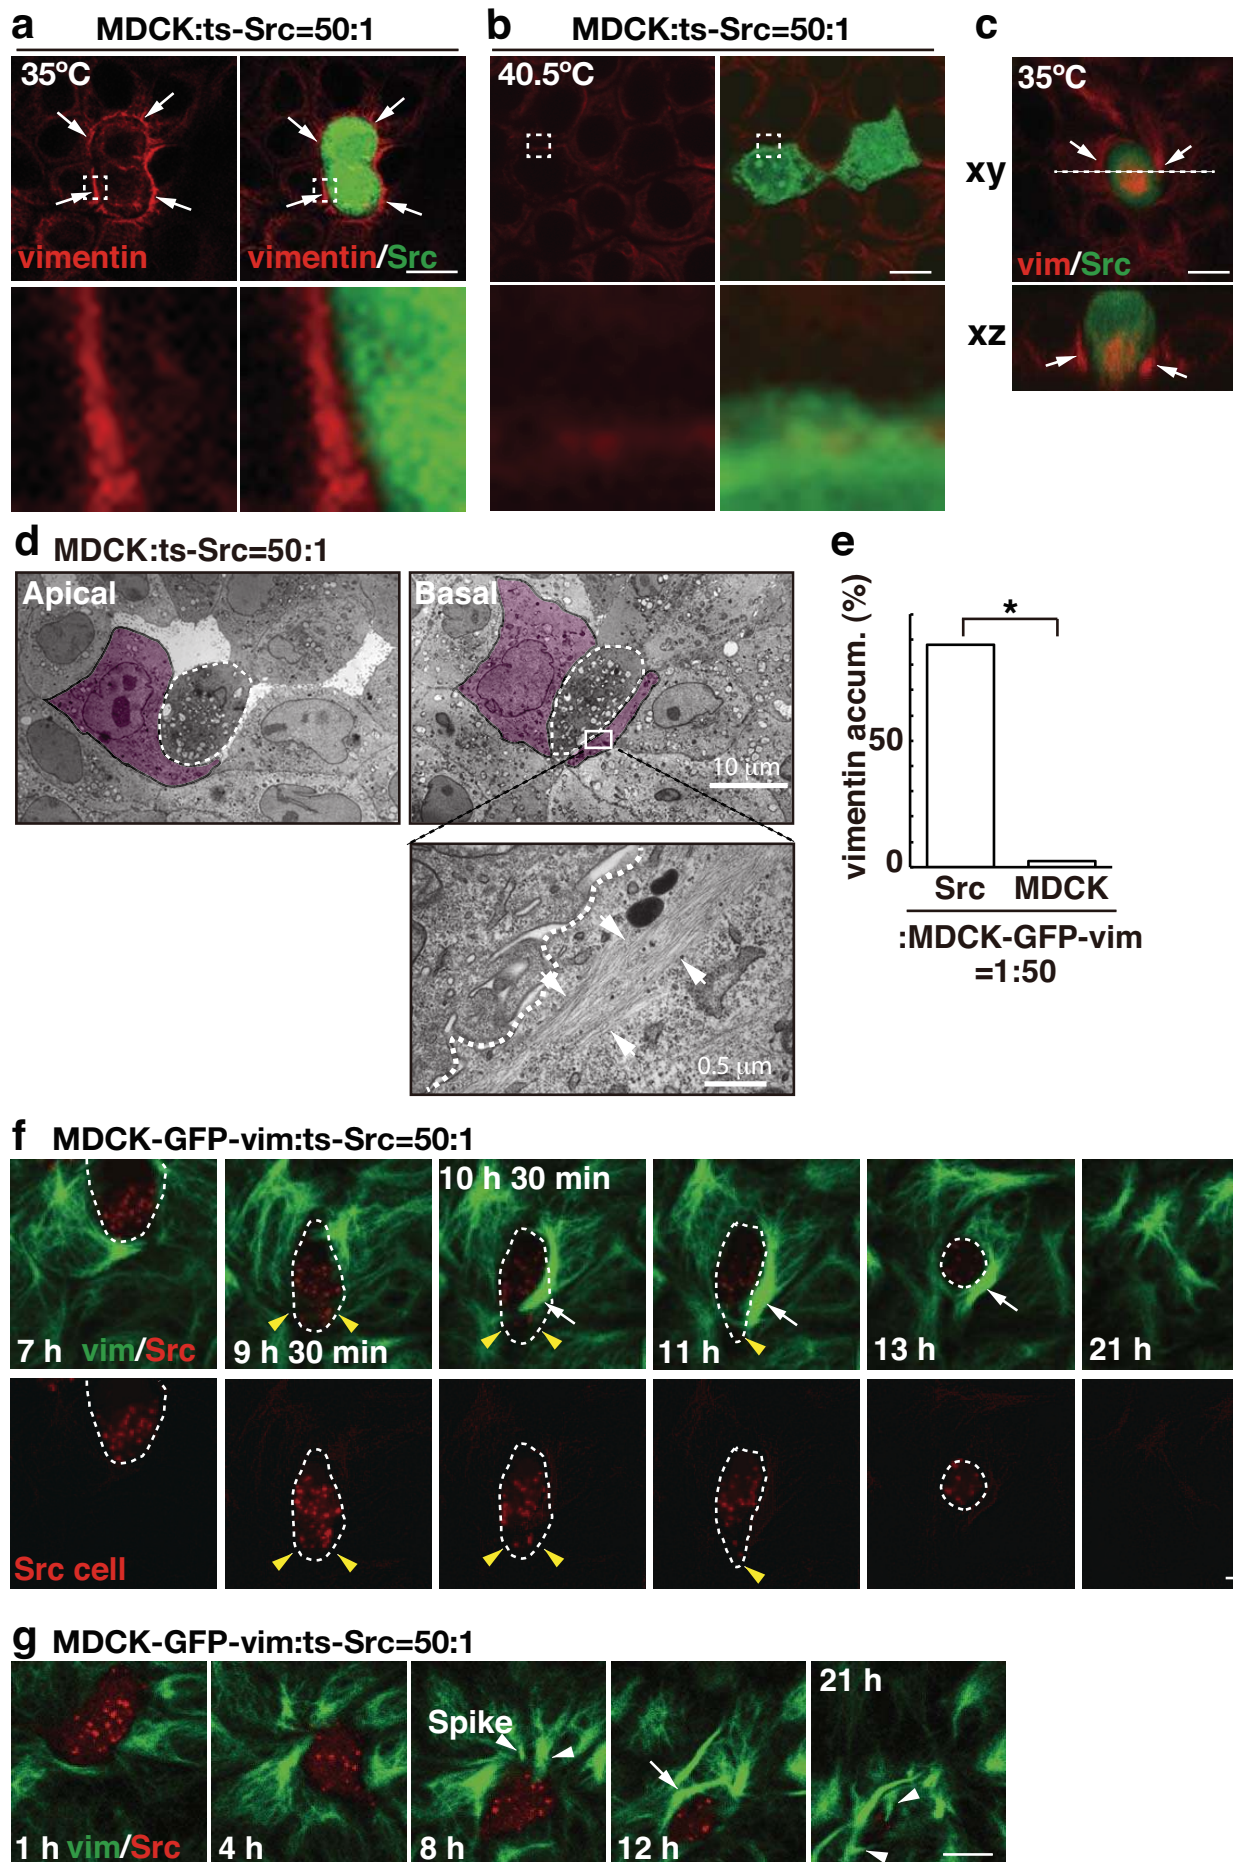 a MDCK:ts-Src=50:1
35ºC
vimentin
vimentin/Src
b MDCK:ts-Src=50:1
40.5ºC
c
35ºC
xy
vim/Src
xz
d MDCK:ts-Src=50:1
Apical
Basal
10 µm
0.5 µm
e
vimentin accum. (%)
*
50
0
Src MDCK
:MDCK-GFP-vim
=1:50
f MDCK-GFP-vim:ts-Src=50:1
7 h vim/Src
9 h 30 min
10 h 30 min
11 h
13 h
21 h
Src cell
g MDCK-GFP-vim:ts-Src=50:1
1 h vim/Src
4 h
Spike
8 h
12 h
21 h